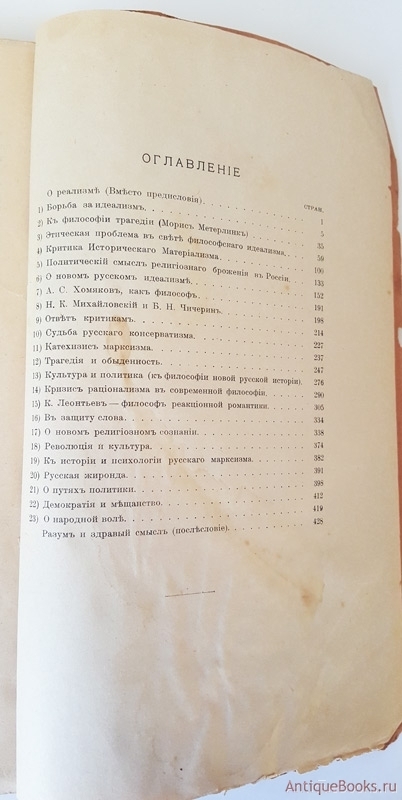 ОГЛАВЛЕНІЕ
СТРАН.
О реализмѣ (Вмѣсто предисловія). 1
1) Борьба за идеализмъ. 5
2) Къ философіи трагедіи (Морисъ Метерлинкъ) 35
3) Этическая проблема въ свѣтѣ философскаго идеализма. 59
4) Критика Историческаго Матеріализма. 100
5) Политическій смыслъ религіознаго броженія въ Россіи. 133
6) О новомъ русскомъ идеализмѣ. 152
7) А. С. Хомяковъ, какъ философъ. 191
8) Н. К. Михайловскій и Б. Н. Чичеринъ. 198
9) Отвѣтъ критикамъ. 214
10) Судьба русскаго консерватизма. 227
11) Катехизисъ марксизма. 237
12) Трагедія и обыденность. 247
13) Культура и политика (къ философіи новой русской исторіи). 276
14) Кризисъ раціонализма въ современной философіи. 290
15) К. Леонтьевъ — философъ реакціонной романтики. 305
16) Въ защиту слова. 334
17) О новомъ религіозномъ сознаніи. 338
18) Революція и культура. 374
19) Къ исторіи и психологіи русскаго марксизма. 382
20) Русская жиронда. 391
21) О путяхъ политики. 398
22) Демократія и мѣщанство. 412
23) О народной волѣ. 419
Разумъ и здравый смыслъ (послѣсловіе). 428
AntiqueBooks.ru